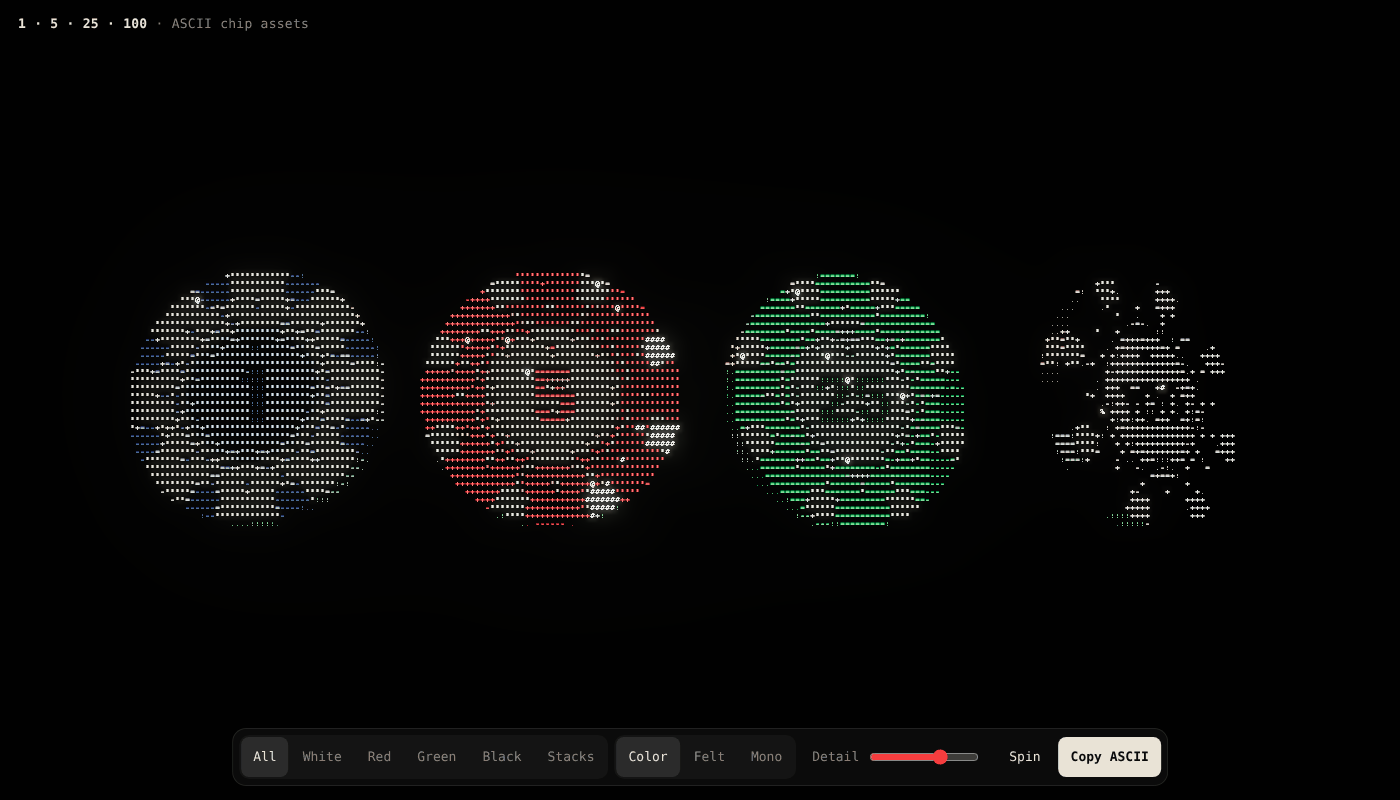 1 · 5 · 25 · 100 · ASCII chip assets
All White Red Green Black Stacks Color Felt Mono Detail Spin Copy ASCII